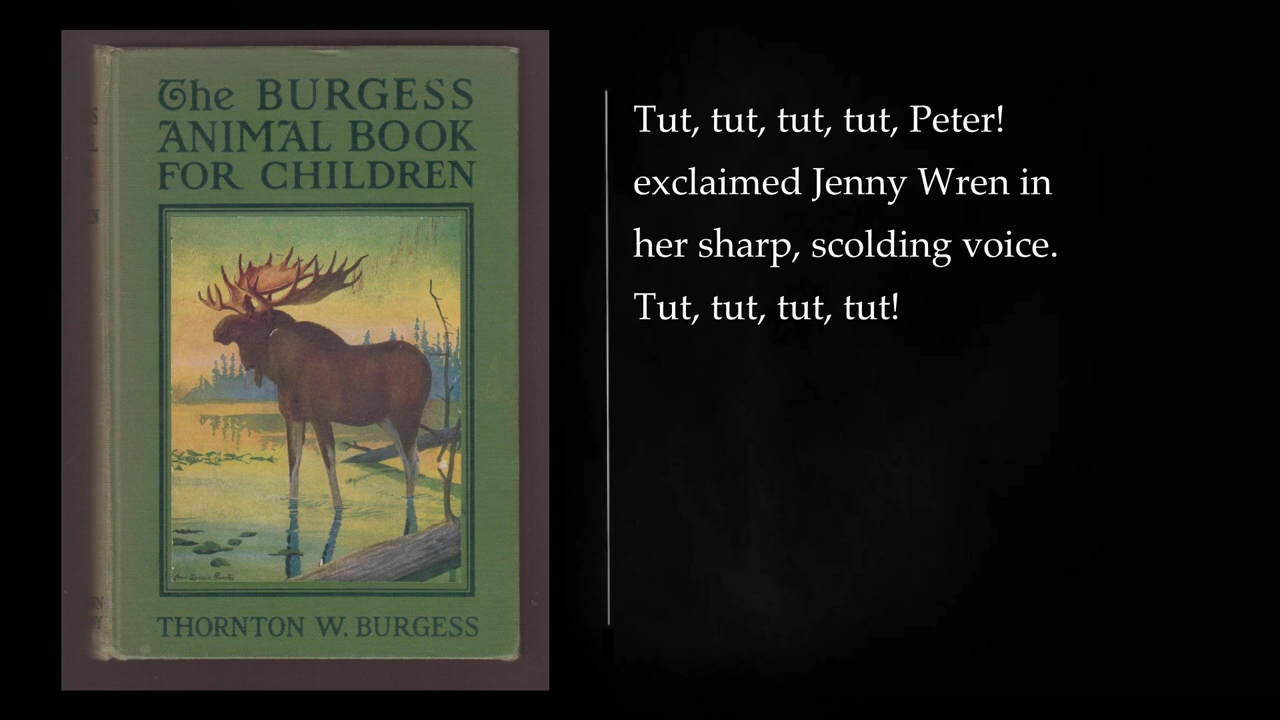 The BURGESS
ANIMAL BOOK
FOR CHILDREN
THORNTON W. BURGESS
Tut, tut, tut, tut, Peter!
exclaimed Jenny Wren in
her sharp, scolding voice.
Tut, tut, tut, tut!